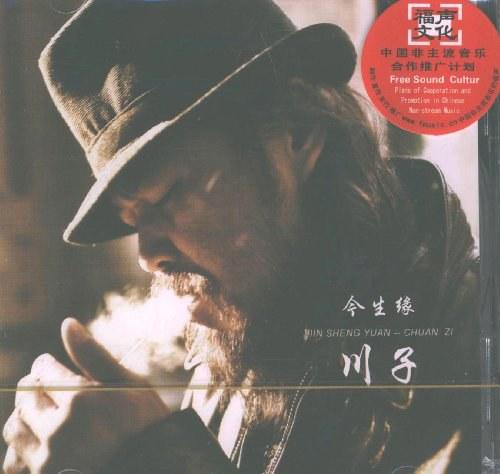 福声
文化
中国非主流音乐
合作推广计划
Free Sound Cultur
Plans of Cooperation and
Promotion in Chinese
Non-stream Music
今生缘
JIN SHENG YUAN – CHUAN ZI
川子